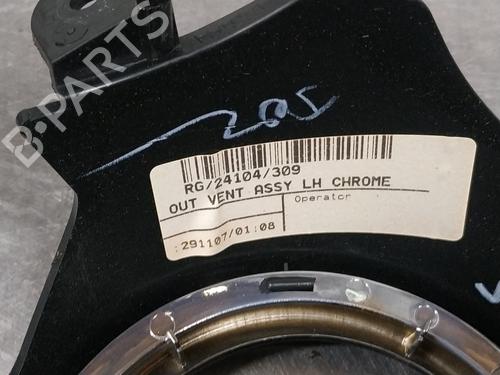 B-PARTS
205
RG/24104/309
OUT VENT ASSY LH CHROME
Operator
:291107/01:08